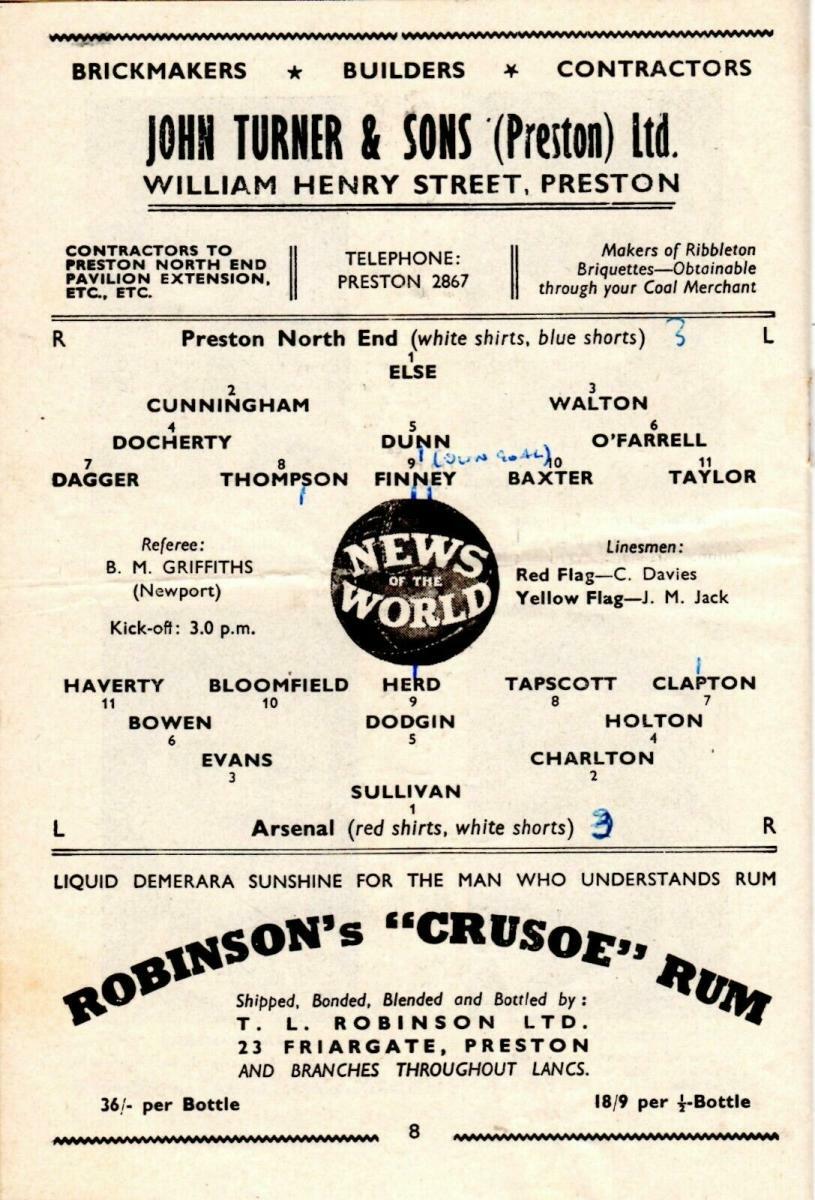 BRICKMAKERS ★ BUILDERS ★ CONTRACTORS
JOHN TURNER & SONS (Preston) Ltd.
WILLIAM HENRY STREET, PRESTON
CONTRACTORS TO
PRESTON NORTH END
PAVILION EXTENSION,
ETC., ETC.
TELEPHONE:
PRESTON 2867
Makers of Ribbleton
Briquettes—Obtainable
through your Coal Merchant
R Preston North End (white shirts, blue shorts) 3 L
1
ELSE
2 3
CUNNINGHAM WALTON
4 5 6
DOCHERTY DUNN O'FARRELL
1 (OWN GOAL)
7 8 9 10 11
DAGGER THOMPSON FINNEY BAXTER TAYLOR
Referee:
B. M. GRIFFITHS
(Newport)
Kick-off: 3.0 p.m.
NEWS
OF THE
WORLD
Linesmen:
Red Flag—C. Davies
Yellow Flag—J. M. Jack
HAVERTY BLOOMFIELD HERD TAPSCOTT CLAPTON
11 10 9 8 7
BOWEN DODGIN HOLTON
6 5 4
EVANS CHARLTON
3 2
SULLIVAN
1
L Arsenal (red shirts, white shorts) 3 R
LIQUID DEMERARA SUNSHINE FOR THE MAN WHO UNDERSTANDS RUM
ROBINSON's "CRUSOE" RUM
Shipped, Bonded, Blended and Bottled by:
T. L. ROBINSON LTD.
23 FRIARGATE, PRESTON
AND BRANCHES THROUGHOUT LANCS.
36/- per Bottle 18/9 per ½-Bottle
8